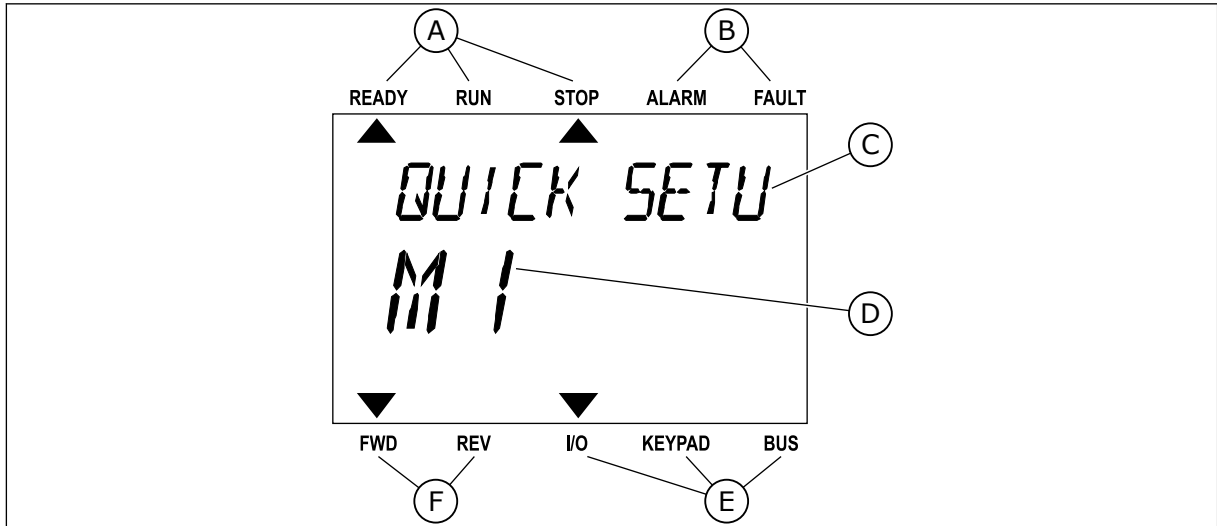 A B
READY RUN STOP ALARM FAULT
C
QUICK SETU
M 1
D
FWD REV I/O KEYPAD BUS
F E